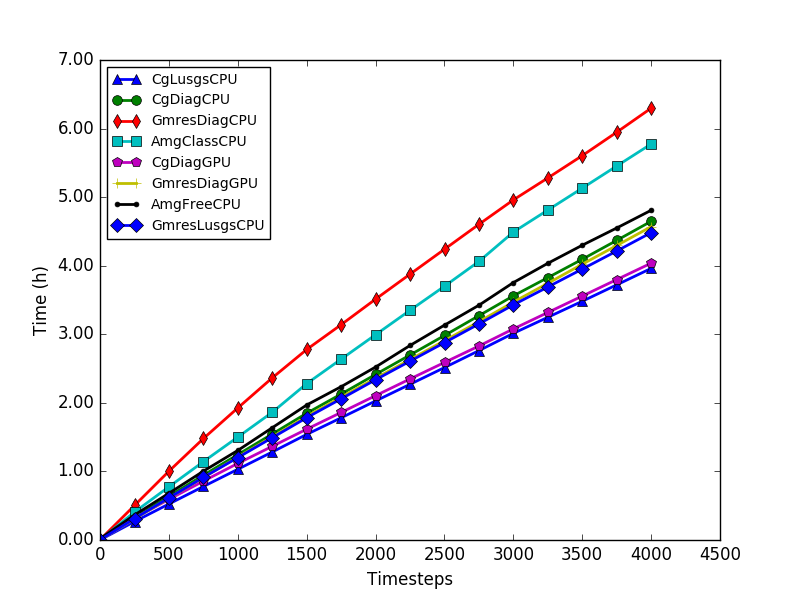 7.00
6.00
5.00
4.00
3.00
2.00
1.00
0.00
Time (h)
CgLusgsCPU
CgDiagCPU
GmresDiagCPU
AmgClassCPU
CgDiagGPU
GmresDiagGPU
AmgFreeCPU
GmresLusgsCPU
0 500 1000 1500 2000 2500 3000 3500 4000 4500
Timesteps